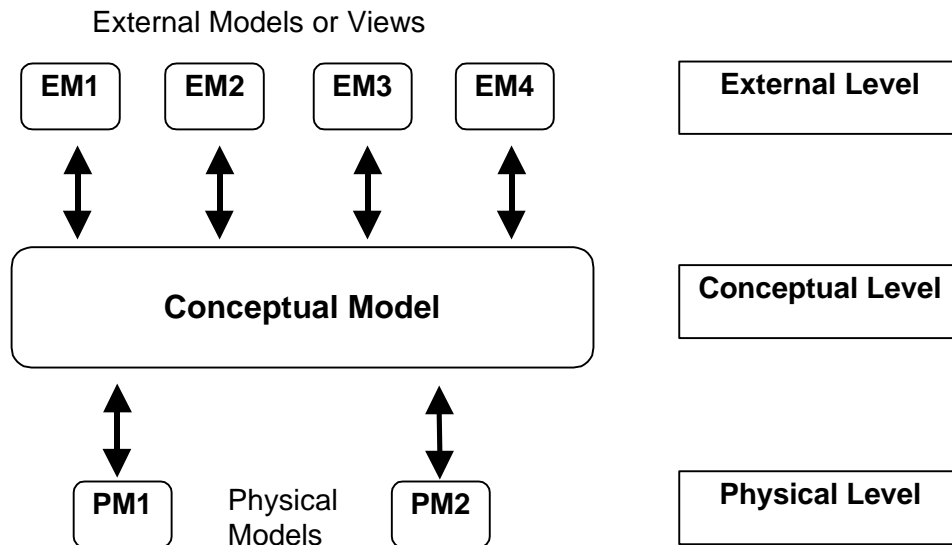 External Models or Views
EM1 EM2 EM3 EM4 External Level
Conceptual Model Conceptual Level
PM1 Physical Models PM2 Physical Level